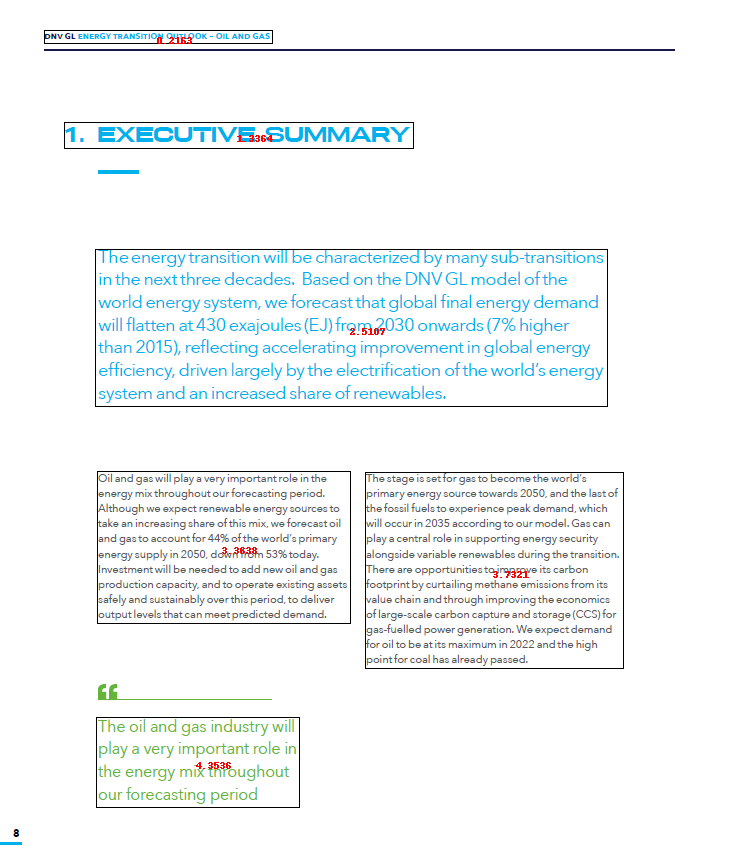 DNV GL ENERGY TRANSITION OUTLOOK – OIL AND GAS
0.2163
1. EXECUTIVE SUMMARY
1.3364
The energy transition will be characterized by many sub-transitions
in the next three decades. Based on the DNV GL model of the
world energy system, we forecast that global final energy demand
will flatten at 430 exajoules (EJ) from 2030 onwards (7% higher
2.5107
than 2015), reflecting accelerating improvement in global energy
efficiency, driven largely by the electrification of the world's energy
system and an increased share of renewables.
Oil and gas will play a very important role in the
energy mix throughout our forecasting period.
Although we expect renewable energy sources to
take an increasing share of this mix, we forecast oil
and gas to account for 44% of the world's primary
energy supply in 2050, down from 53% today.
3.3638
Investment will be needed to add new oil and gas
production capacity, and to operate existing assets
safely and sustainably over this period, to deliver
output levels that can meet predicted demand.
The stage is set for gas to become the world's
primary energy source towards 2050, and the last of
the fossil fuels to experience peak demand, which
will occur in 2035 according to our model. Gas can
play a central role in supporting energy security
alongside variable renewables during the transition.
There are opportunities to improve its carbon
3.7321
footprint by curtailing methane emissions from its
value chain and through improving the economics
of large-scale carbon capture and storage (CCS) for
gas-fuelled power generation. We expect demand
for oil to be at its maximum in 2022 and the high
point for coal has already passed.
“
The oil and gas industry will
play a very important role in
4.3536
the energy mix throughout
our forecasting period
8